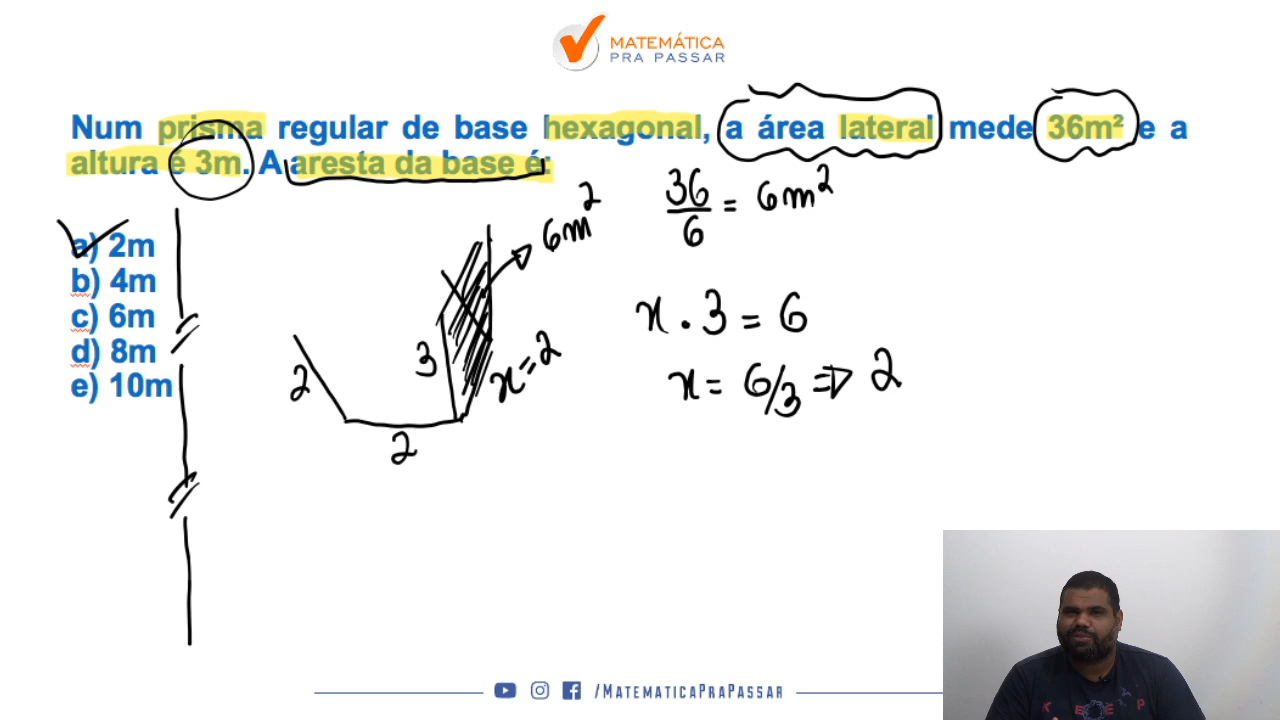 MATEMÁTICA
PRA PASSAR
Num prisma regular de base hexagonal, a área lateral mede 36m² e a
altura é 3m. A aresta da base é:
a) 2m
b) 4m
c) 6m
d) 8m
e) 10m
36/6 = 6m²
6m²
x . 3 = 6
x = 6/3 => 2
3
x=2
2
2
/MATEMATICAPRAPASSAR
K E E P